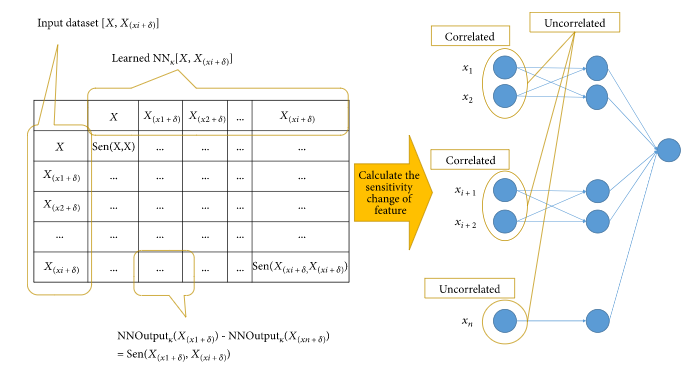 Input dataset [X, X(xi + δ)]
Learned NNκ[X, X(xi + δ)]
X X(x1 + δ) X(x2 + δ) ... X(xi + δ)
X Sen(X,X) ... ... ... ...
X(x1 + δ) ... ... ... ... ...
X(x2 + δ) ... ... ... ... ...
... ... ... ... ... ...
X(xi + δ) ... ... ... ... Sen(X(xi + δ,X(xi + δ))
NNOutputκ(X(x1 + δ)) - NNOutputκ(X(xn + δ))
= Sen(X(x1 + δ), X(xi + δ))
Calculate the
sensitivity
change of
feature
Uncorrelated
Correlated
x1
x2
Correlated
xi + 1
xi + 2
Uncorrelated
xn